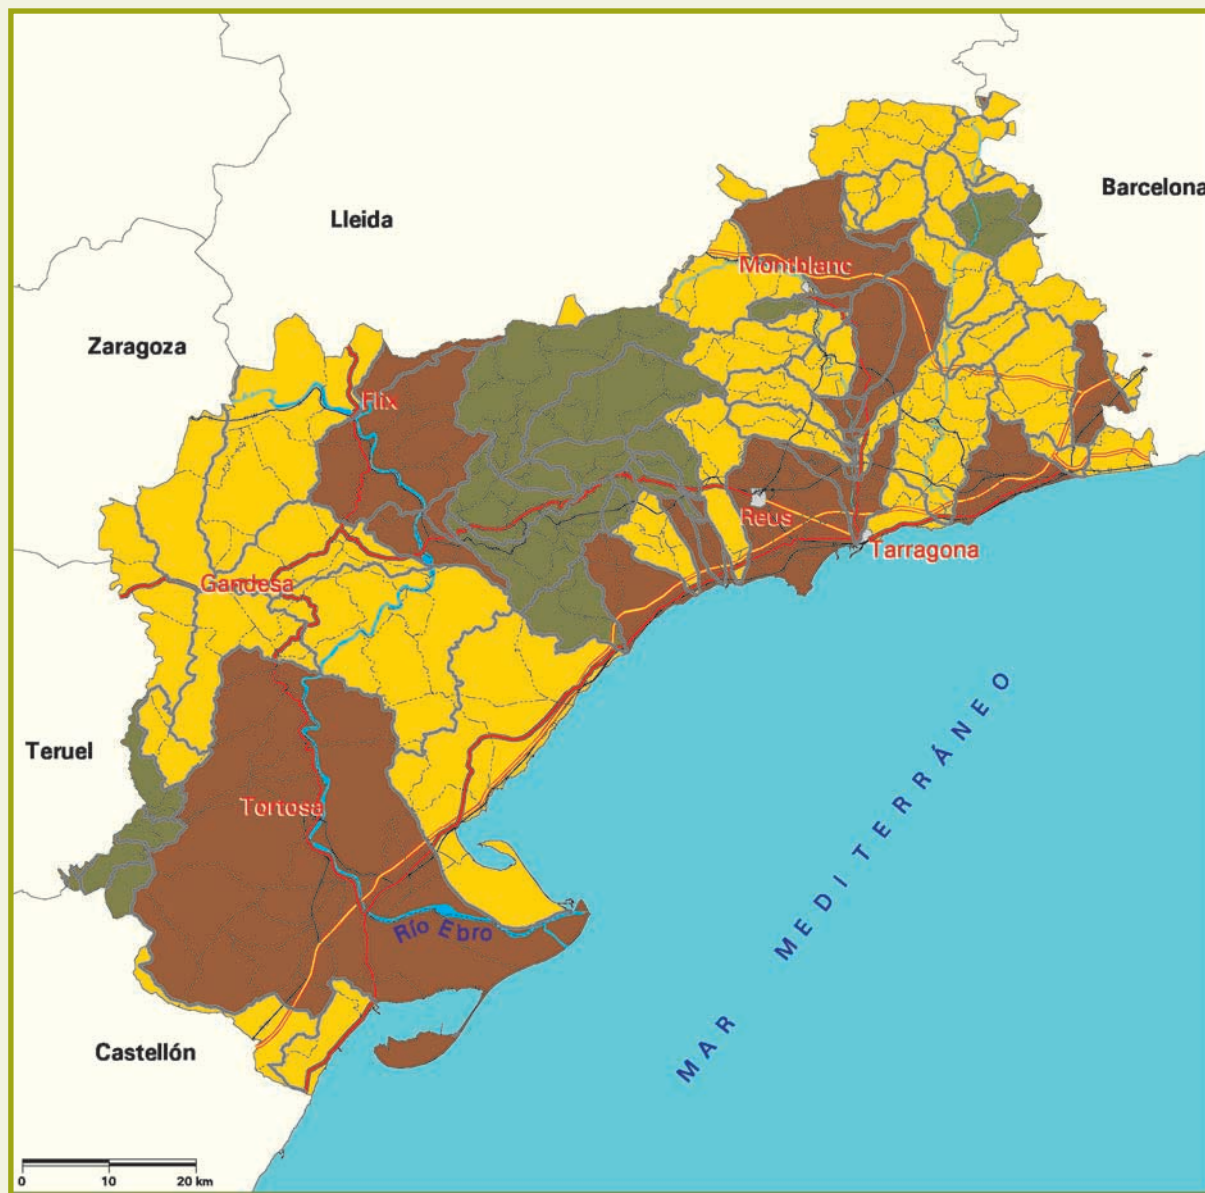 Barcelona
Lleida
Montblanc
Zaragoza
Flix
Reus
Tarragona
Gandesa
MAR MEDITERRÁNEO
Teruel
Tortosa
Río Ebro
Castellón
0 10 20 km